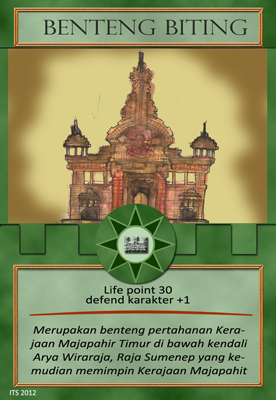 BENTENG BITING
Life point 30
defend karakter +1
Merupakan benteng pertahanan Kera-
jaan Majapahir Timur di bawah kendali
Arya Wiraraja, Raja Sumenep yang ke-
mudian memimpin Kerajaan Majapahit
ITS 2012